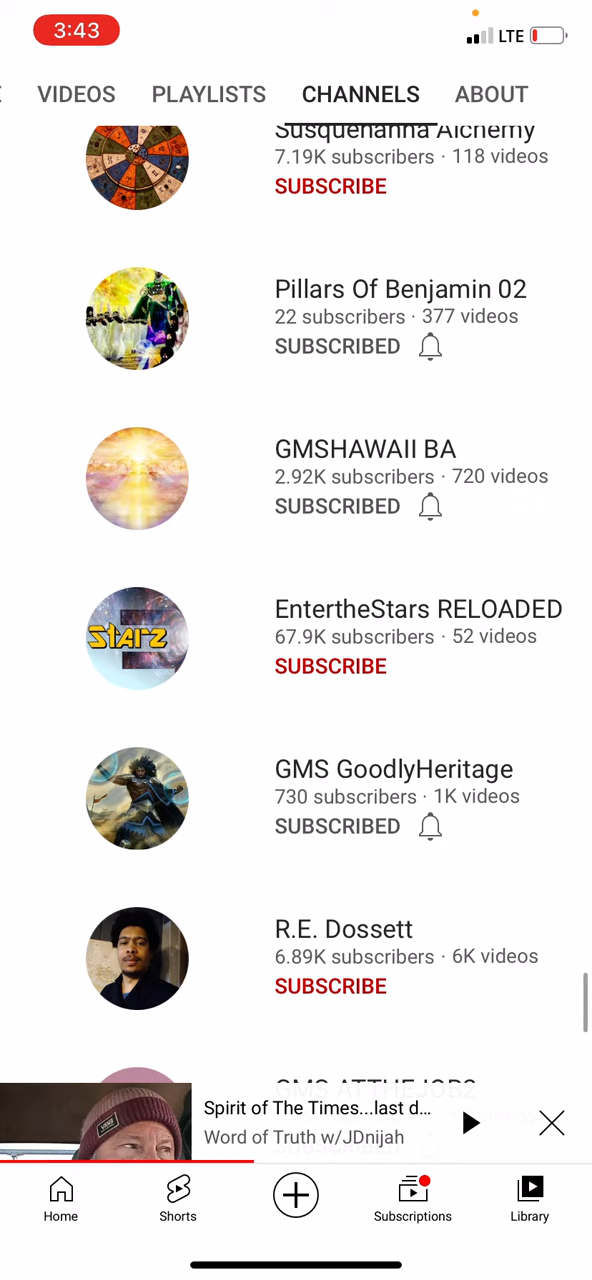 3:43
LTE
VIDEOS PLAYLISTS CHANNELS ABOUT
Susquehanna Alchemy
7.19K subscribers · 118 videos
SUBSCRIBE
Pillars Of Benjamin 02
22 subscribers · 377 videos
SUBSCRIBED
GMSHAWAII BA
2.92K subscribers · 720 videos
SUBSCRIBED
STARZ
EntertheStars RELOADED
67.9K subscribers · 52 videos
SUBSCRIBE
GMS GoodlyHeritage
730 subscribers · 1K videos
SUBSCRIBED
R.E. Dossett
6.89K subscribers · 6K videos
SUBSCRIBE
GMS ATTHEJOB2
VANS
Spirit of The Times...last d...
Word of Truth w/JDnijah
Home Shorts Subscriptions Library